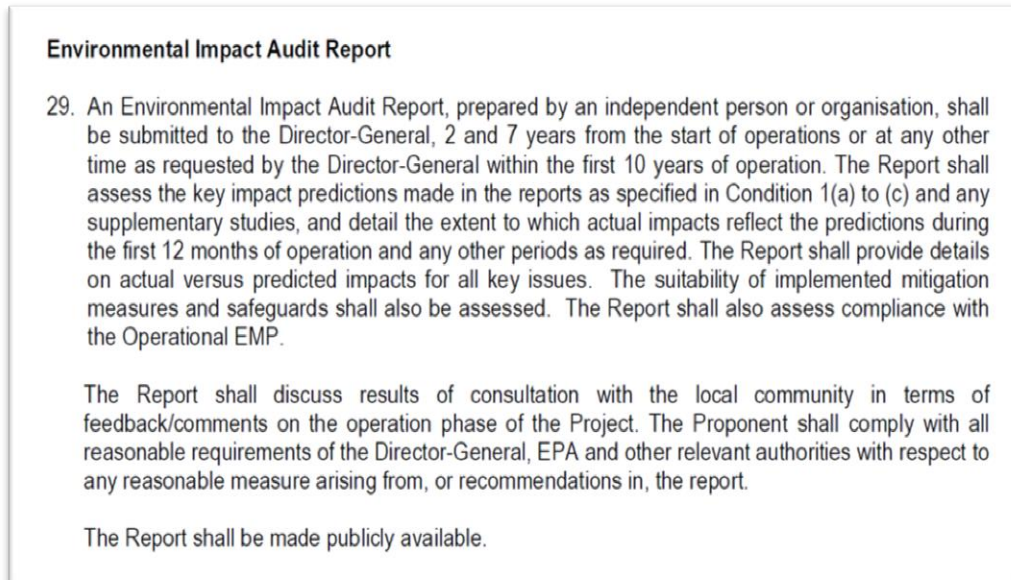 Environmental Impact Audit Report
29. An Environmental Impact Audit Report, prepared by an independent person or organisation, shall
be submitted to the Director-General, 2 and 7 years from the start of operations or at any other
time as requested by the Director-General within the first 10 years of operation. The Report shall
assess the key impact predictions made in the reports as specified in Condition 1(a) to (c) and any
supplementary studies, and detail the extent to which actual impacts reflect the predictions during
the first 12 months of operation and any other periods as required. The Report shall provide details
on actual versus predicted impacts for all key issues. The suitability of implemented mitigation
measures and safeguards shall also be assessed. The Report shall also assess compliance with
the Operational EMP.
The Report shall discuss results of consultation with the local community in terms of
feedback/comments on the operation phase of the Project. The Proponent shall comply with all
reasonable requirements of the Director-General, EPA and other relevant authorities with respect to
any reasonable measure arising from, or recommendations in, the report.
The Report shall be made publicly available.